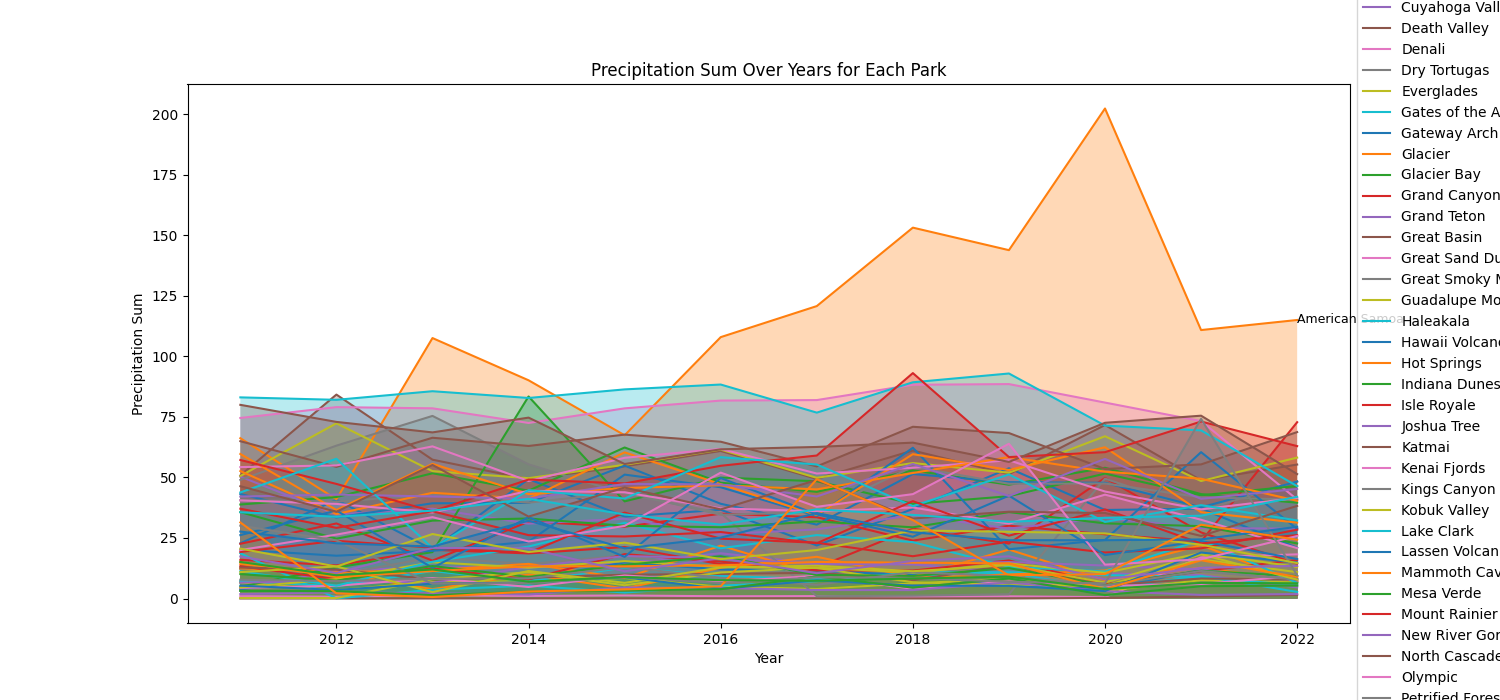 Precipitation Sum Over Years for Each Park
Precipitation Sum
200
175
150
125
100
75
50
25
0
2012
2014
2016
2018
2020
2022
Year
American Samoa
Cuyahoga Vall
Death Valley
Denali
Dry Tortugas
Everglades
Gates of the A
Gateway Arch
Glacier
Glacier Bay
Grand Canyon
Grand Teton
Great Basin
Great Sand Du
Great Smoky M
Guadalupe Mo
Haleakala
Hawaii Volcano
Hot Springs
Indiana Dunes
Isle Royale
Joshua Tree
Katmai
Kenai Fjords
Kings Canyon
Kobuk Valley
Lake Clark
Lassen Volcan
Mammoth Cav
Mesa Verde
Mount Rainier
New River Gor
North Cascade
Olympic
Petrified Fores